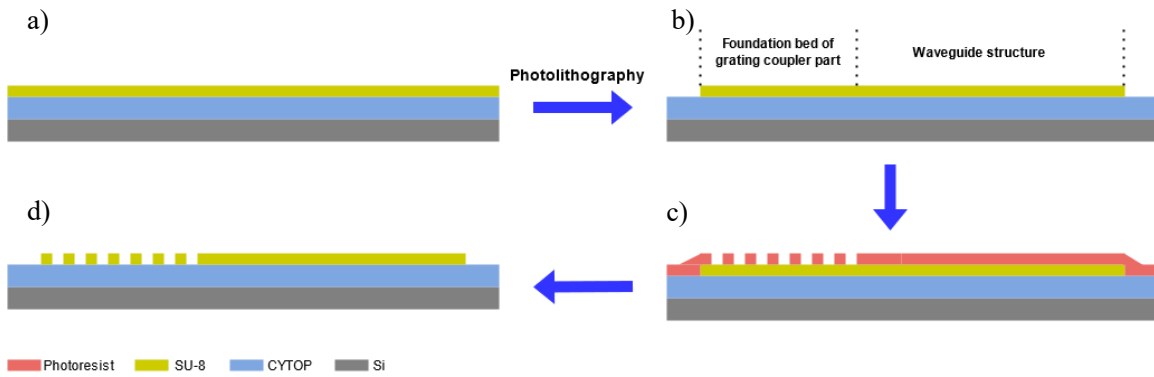 a)
b)
Foundation bed of
grating coupler part
Waveguide structure
Photolithography
d)
c)
Photoresist
SU-8
CYTOP
Si